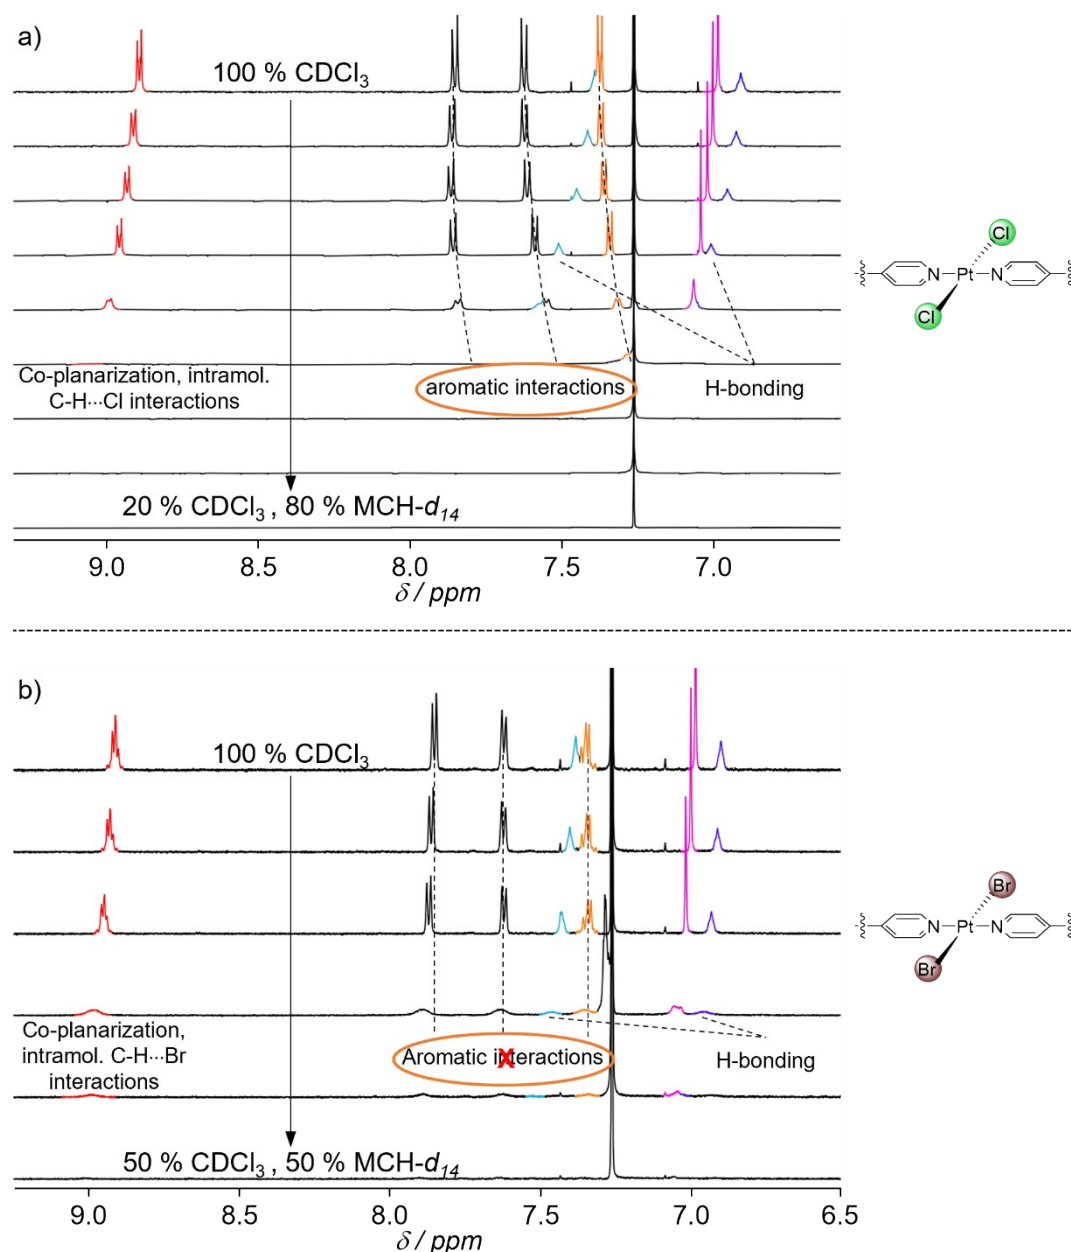 a)
100 % CDCl3
Cl
N Pt N
Cl
Co-planarization, intramol.
C-H···Cl interactions
aromatic interactions
H-bonding
20 % CDCl3 , 80 % MCH-d14
9.0 8.5 8.0 7.5 7.0
δ / ppm
b)
100 % CDCl3
Br
N Pt N
Br
Co-planarization,
intramol. C-H···Br
interactions
Aromatic interactions
X
H-bonding
50 % CDCl3 , 50 % MCH-d14
9.0 8.5 8.0 7.5 7.0 6.5
δ / ppm